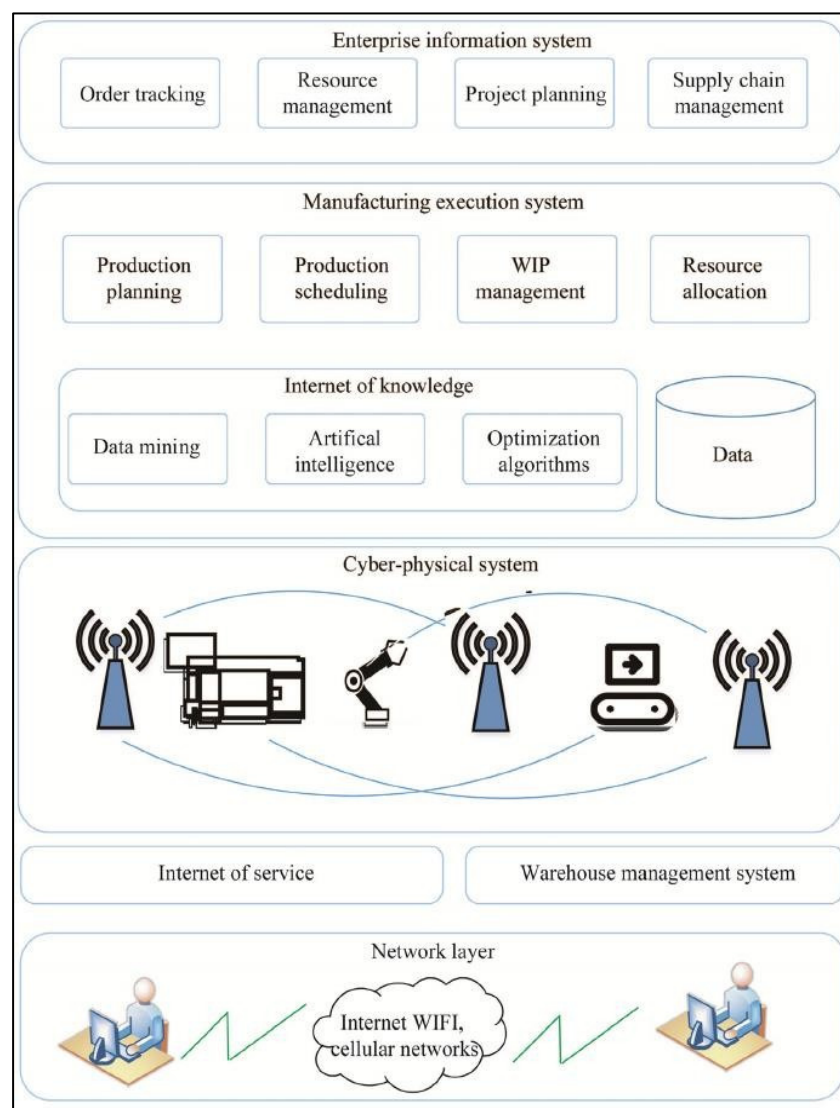 Enterprise information system
Order tracking
Resource
management
Project planning
Supply chain
management
Manufacturing execution system
Production
planning
Production
scheduling
WIP
management
Resource
allocation
Internet of knowledge
Data mining
Artifical
intelligence
Optimization
algorithms
Data
Cyber-physical system
Internet of service
Warehouse management system
Network layer
Internet WIFI,
cellular networks